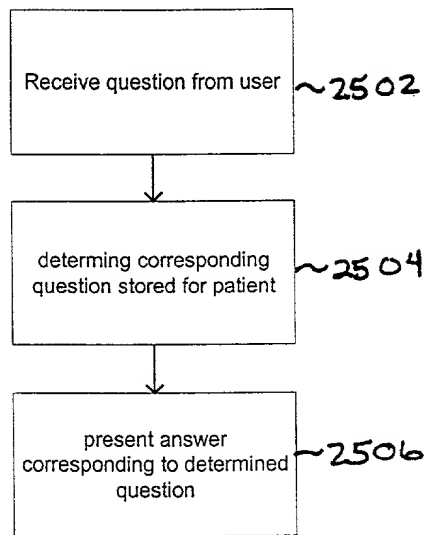 Receive question from user ~2502
determing corresponding ~2504
question stored for patient
present answer
corresponding to determined ~2506
question